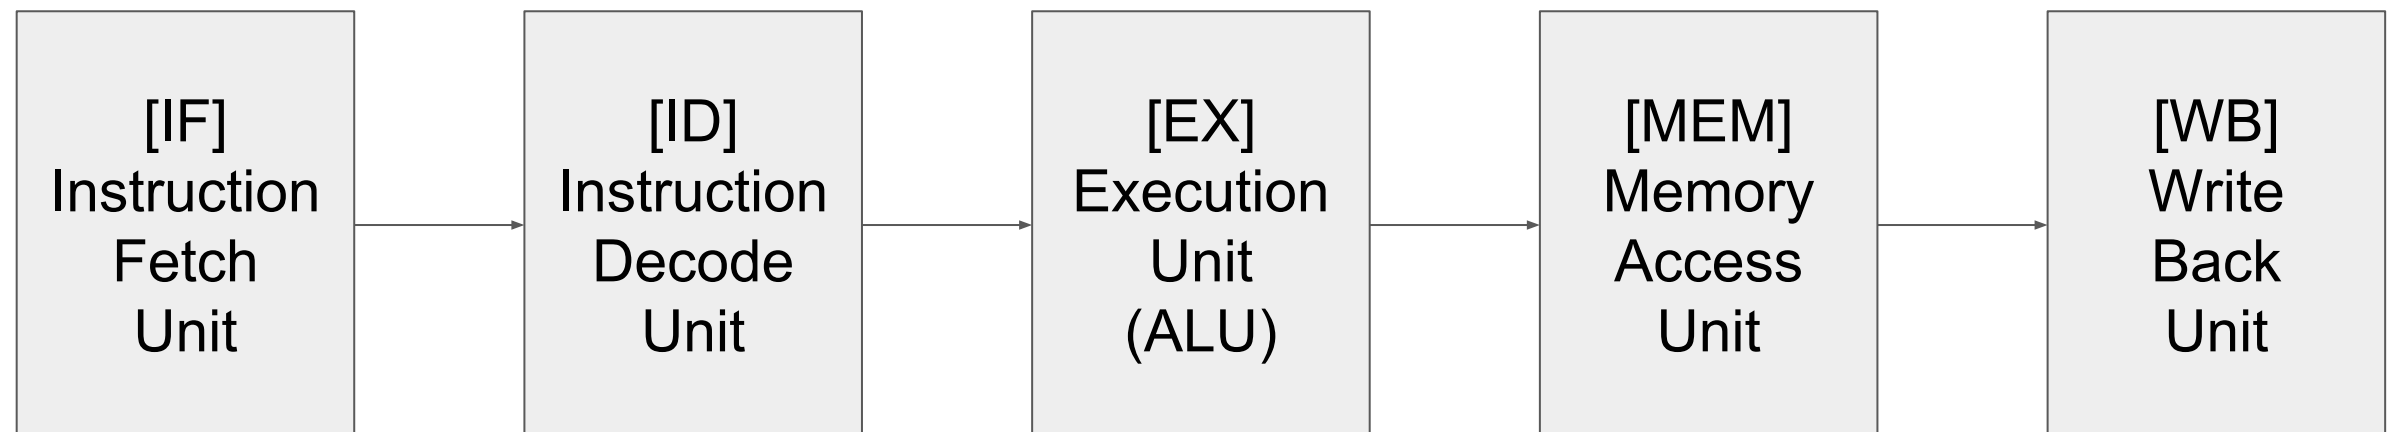 [IF]
Instruction
Fetch
Unit
[ID]
Instruction
Decode
Unit
[EX]
Execution
Unit
(ALU)
[MEM]
Memory
Access
Unit
[WB]
Write
Back
Unit